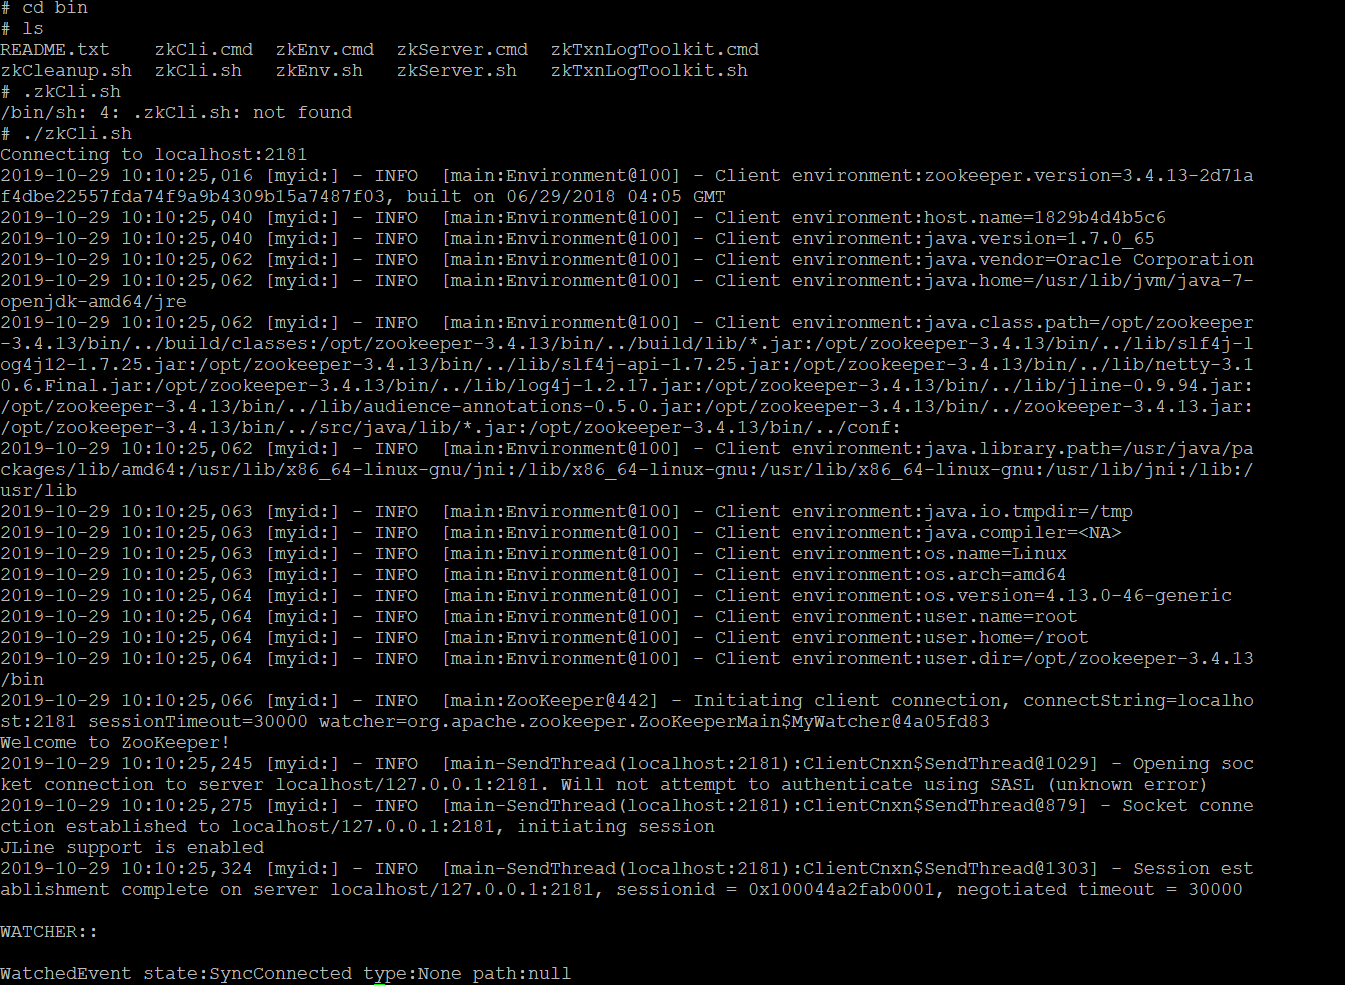 # cd bin
# ls
README.txt    zkCli.cmd  zkEnv.cmd  zkServer.cmd  zkTxnLogToolkit.cmd
zkCleanup.sh  zkCli.sh   zkEnv.sh   zkServer.sh   zkTxnLogToolkit.sh
# .zkCli.sh
/bin/sh: 4: .zkCli.sh: not found
# ./zkCli.sh
Connecting to localhost:2181
2019-10-29 10:10:25,016 [myid:] - INFO  [main:Environment@100] - Client environment:zookeeper.version=3.4.13-2d71a
f4dbe22557fda74f9a9b4309b15a7487f03, built on 06/29/2018 04:05 GMT
2019-10-29 10:10:25,040 [myid:] - INFO  [main:Environment@100] - Client environment:host.name=1829b4d4b5c6
2019-10-29 10:10:25,040 [myid:] - INFO  [main:Environment@100] - Client environment:java.version=1.7.0_65
2019-10-29 10:10:25,062 [myid:] - INFO  [main:Environment@100] - Client environment:java.vendor=Oracle Corporation
2019-10-29 10:10:25,062 [myid:] - INFO  [main:Environment@100] - Client environment:java.home=/usr/lib/jvm/java-7-
openjdk-amd64/jre
2019-10-29 10:10:25,062 [myid:] - INFO  [main:Environment@100] - Client environment:java.class.path=/opt/zookeeper
-3.4.13/bin/../build/classes:/opt/zookeeper-3.4.13/bin/../build/lib/*.jar:/opt/zookeeper-3.4.13/bin/../lib/slf4j-l
og4j12-1.7.25.jar:/opt/zookeeper-3.4.13/bin/../lib/slf4j-api-1.7.25.jar:/opt/zookeeper-3.4.13/bin/../lib/netty-3.1
0.6.Final.jar:/opt/zookeeper-3.4.13/bin/../lib/log4j-1.2.17.jar:/opt/zookeeper-3.4.13/bin/../lib/jline-0.9.94.jar:
/opt/zookeeper-3.4.13/bin/../lib/audience-annotations-0.5.0.jar:/opt/zookeeper-3.4.13/bin/../zookeeper-3.4.13.jar:
/opt/zookeeper-3.4.13/bin/../src/java/lib/*.jar:/opt/zookeeper-3.4.13/bin/../conf:
2019-10-29 10:10:25,062 [myid:] - INFO  [main:Environment@100] - Client environment:java.library.path=/usr/java/pa
ckages/lib/amd64:/usr/lib/x86_64-linux-gnu/jni:/lib/x86_64-linux-gnu:/usr/lib/x86_64-linux-gnu:/usr/lib/jni:/lib:/
usr/lib
2019-10-29 10:10:25,063 [myid:] - INFO  [main:Environment@100] - Client environment:java.io.tmpdir=/tmp
2019-10-29 10:10:25,063 [myid:] - INFO  [main:Environment@100] - Client environment:java.compiler=<NA>
2019-10-29 10:10:25,063 [myid:] - INFO  [main:Environment@100] - Client environment:os.name=Linux
2019-10-29 10:10:25,063 [myid:] - INFO  [main:Environment@100] - Client environment:os.arch=amd64
2019-10-29 10:10:25,064 [myid:] - INFO  [main:Environment@100] - Client environment:os.version=4.13.0-46-generic
2019-10-29 10:10:25,064 [myid:] - INFO  [main:Environment@100] - Client environment:user.name=root
2019-10-29 10:10:25,064 [myid:] - INFO  [main:Environment@100] - Client environment:user.home=/root
2019-10-29 10:10:25,064 [myid:] - INFO  [main:Environment@100] - Client environment:user.dir=/opt/zookeeper-3.4.13
/bin
2019-10-29 10:10:25,066 [myid:] - INFO  [main:ZooKeeper@442] - Initiating client connection, connectString=localho
st:2181 sessionTimeout=30000 watcher=org.apache.zookeeper.ZooKeeperMain$MyWatcher@4a05fd83
Welcome to ZooKeeper!
2019-10-29 10:10:25,245 [myid:] - INFO  [main-SendThread(localhost:2181):ClientCnxn$SendThread@1029] - Opening soc
ket connection to server localhost/127.0.0.1:2181. Will not attempt to authenticate using SASL (unknown error)
2019-10-29 10:10:25,275 [myid:] - INFO  [main-SendThread(localhost:2181):ClientCnxn$SendThread@879] - Socket conne
ction established to localhost/127.0.0.1:2181, initiating session
JLine support is enabled
2019-10-29 10:10:25,324 [myid:] - INFO  [main-SendThread(localhost:2181):ClientCnxn$SendThread@1303] - Session est
ablishment complete on server localhost/127.0.0.1:2181, sessionid = 0x100044a2fab0001, negotiated timeout = 30000

WATCHER::

WatchedEvent state:SyncConnected type:None path:null